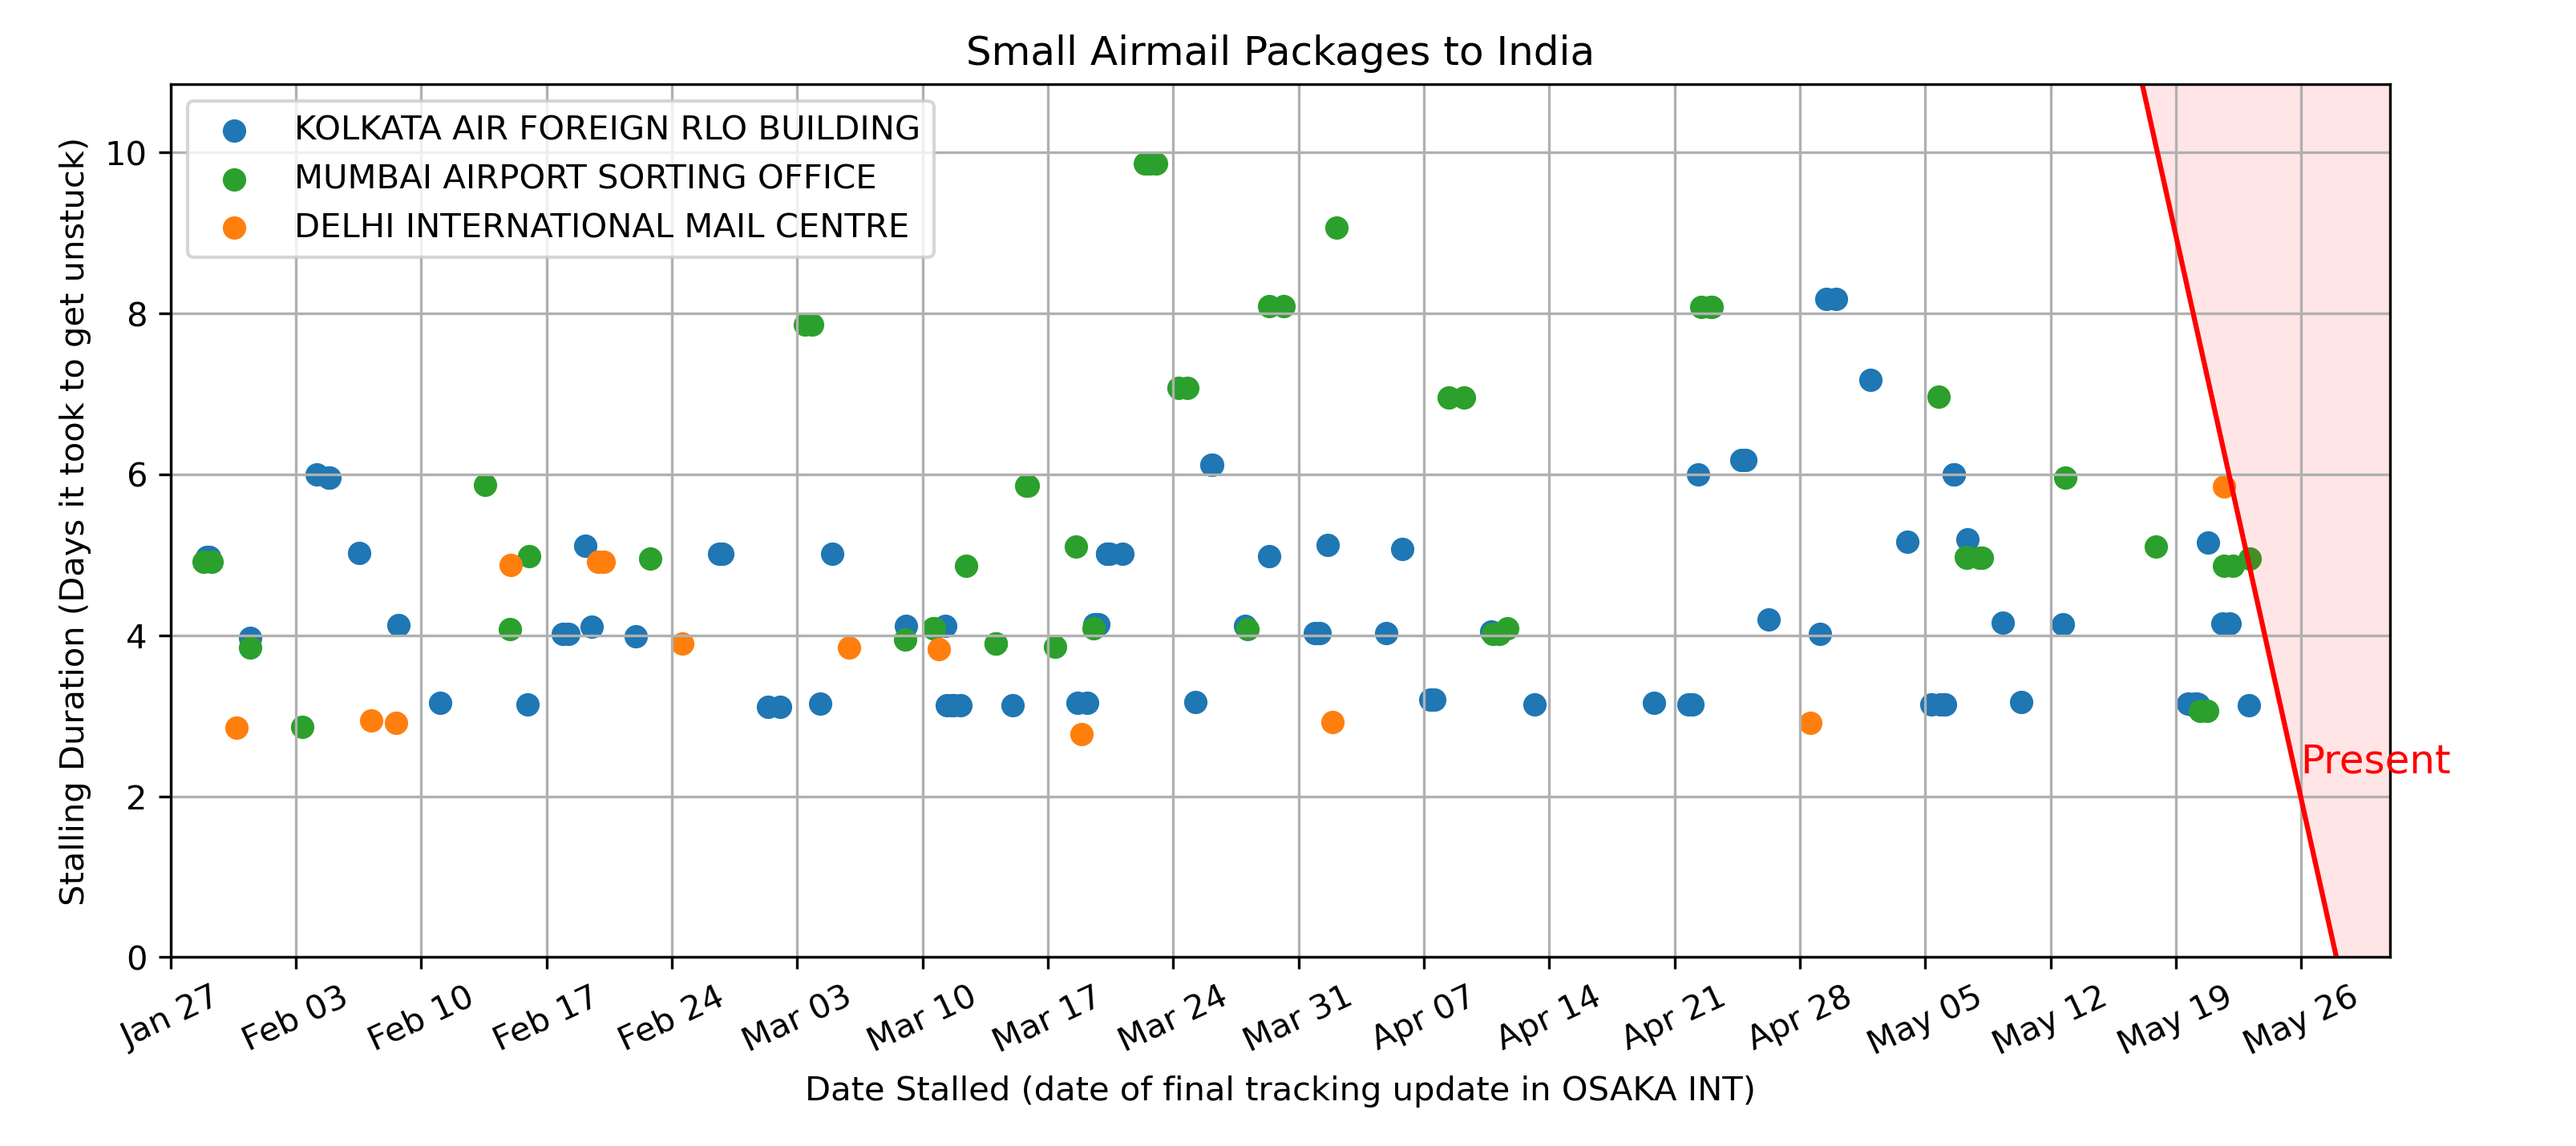 Small Airmail Packages to India
KOLKATA AIR FOREIGN RLO BUILDING
MUMBAI AIRPORT SORTING OFFICE
DELHI INTERNATIONAL MAIL CENTRE
Stalling Duration (Days it took to get unstuck)
10
8
6
4
2
0
Present
Jan 27
Feb 03
Feb 10
Feb 17
Feb 24
Mar 03
Mar 10
Mar 17
Mar 24
Mar 31
Apr 07
Apr 14
Apr 21
Apr 28
May 05
May 12
May 19
May 26
Date Stalled (date of final tracking update in OSAKA INT)